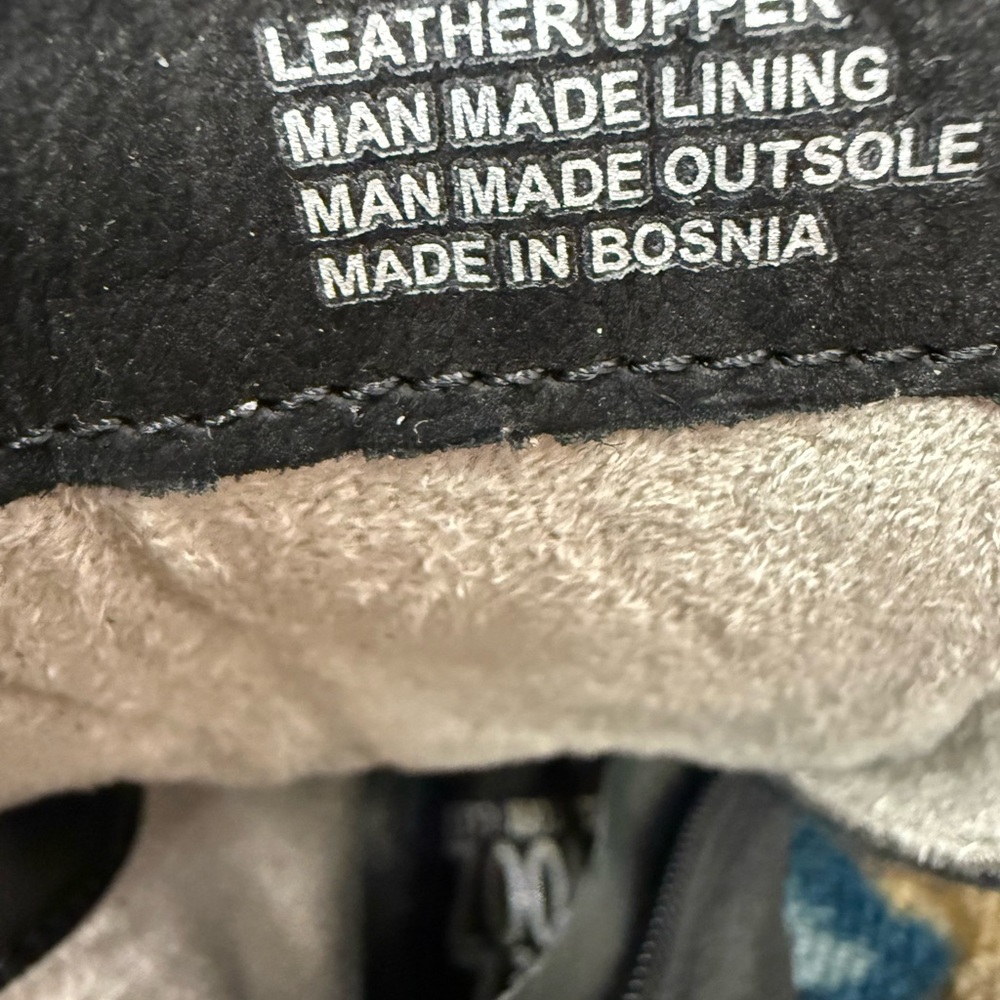 LEATHER UPPER
MAN MADE LINING
MAN MADE OUTSOLE
MADE IN BOSNIA